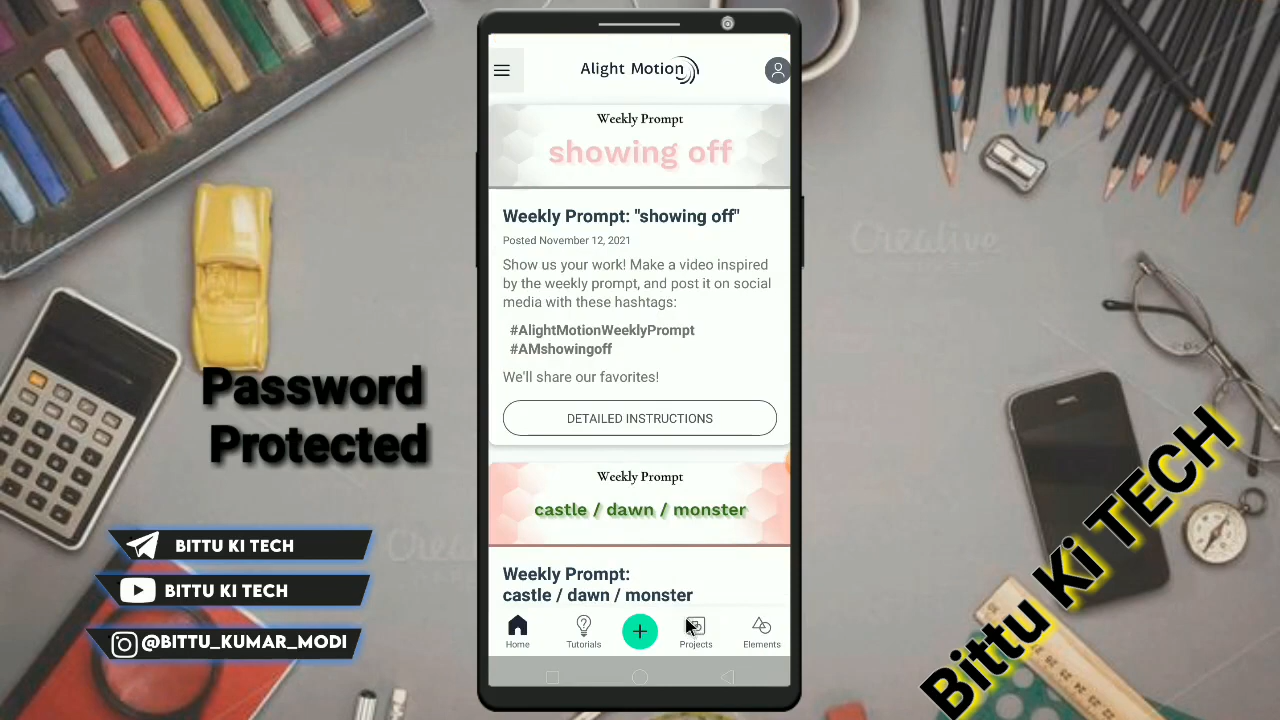 Alight Motion
Weekly Prompt
showing off
Weekly Prompt: "showing off"
Posted November 12, 2021
Show us your work! Make a video inspired
by the weekly prompt, and post it on social
media with these hashtags:
#AlightMotionWeeklyPrompt
#AMshowingoff
We'll share our favorites!
DETAILED INSTRUCTIONS
Weekly Prompt
castle / dawn / monster
Weekly Prompt:
castle / dawn / monster
Home
Tutorials
Projects
Elements
Password
Protected
BITTU KI TECH
BITTU KI TECH
@BITTU_KUMAR_MODI
Bittu Ki TECH
Creative